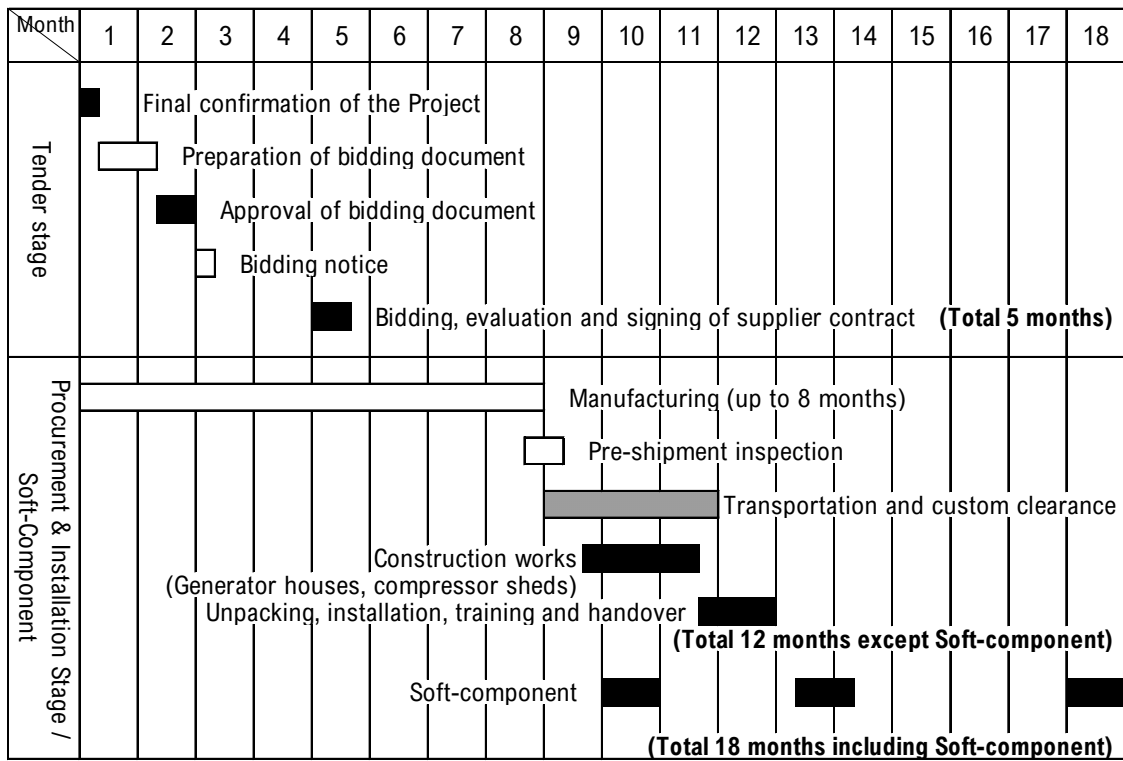 Month 1 2 3 4 5 6 7 8 9 10 11 12 13 14 15 16 17 18
Tender stage
Final confirmation of the Project
Preparation of bidding document
Approval of bidding document
Bidding notice
Bidding, evaluation and signing of supplier contract (Total 5 months)
Procurement & Installation Stage /
Soft-Component
Manufacturing (up to 8 months)
Pre-shipment inspection
Transportation and custom clearance
Construction works
(Generator houses, compressor sheds)
Unpacking, installation, training and handover
(Total 12 months except Soft-component)
Soft-component
(Total 18 months including Soft-component)